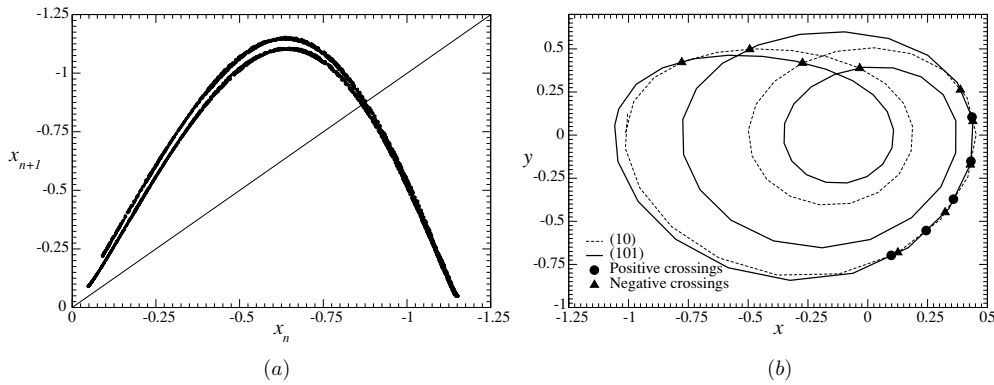 -1.25
-1
-0.75
-0.5
-0.25
0
x_{n+1}
0 -0.25 -0.5 -0.75 -1 -1.25
x_n
(a)
0.5
0.25
0
-0.25
-0.5
-0.75
-1
y
(10)
(101)
Positive crossings
Negative crossings
-1.25 -1 -0.75 -0.5 -0.25 0 0.25 0.5
x
(b)